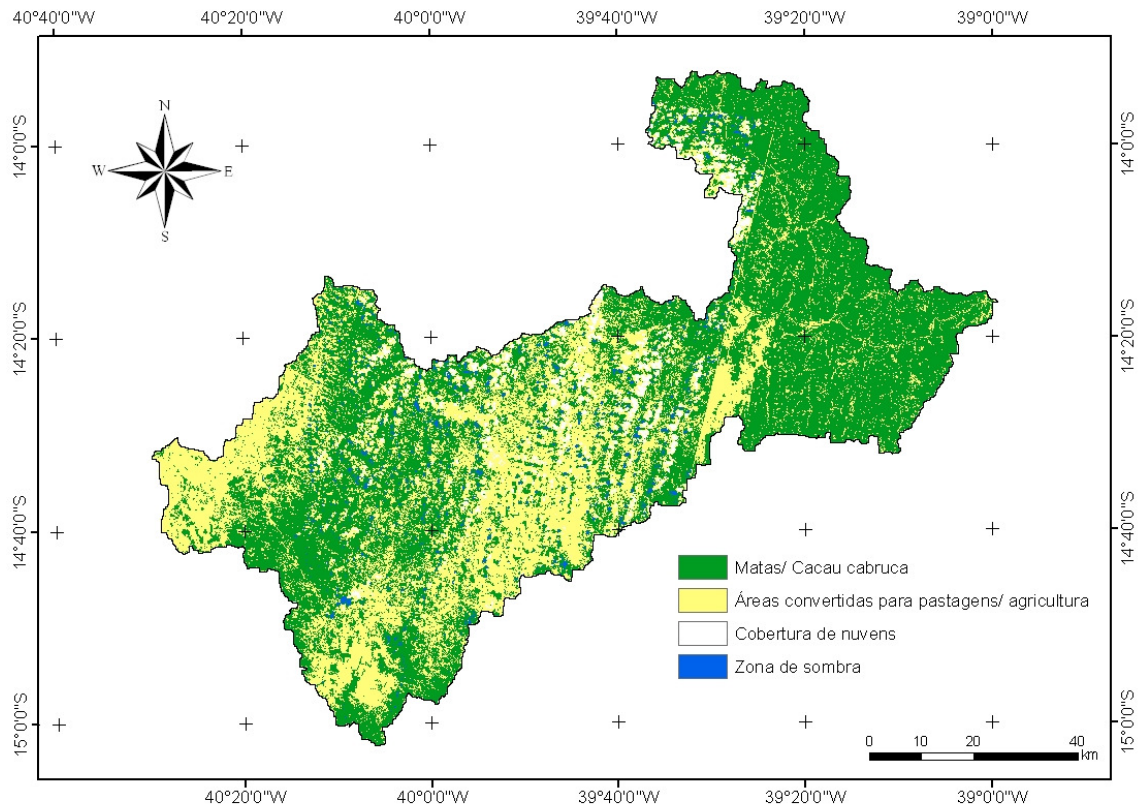 40°40'0"W 40°20'0"W 40°0'0"W 39°40'0"W 39°20'0"W 39°0'0"W
N
W E
S
14°0'0"S 14°0'0"S
14°20'0"S 14°20'0"S
14°40'0"S 14°40'0"S
Matas/ Cacau cabruca
Áreas convertidas para pastagens/ agricultura
Cobertura de nuvens
Zona de sombra
15°0'0"S 15°0'0"S
0 10 20 40
km
40°20'0"W 40°0'0"W 39°40'0"W 39°20'0"W 39°0'0"W